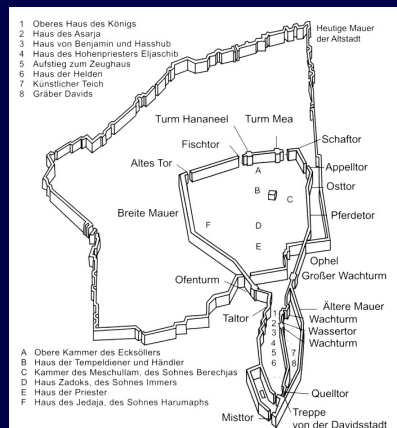 1 Oberes Haus des Königs
2 Haus des Asarja
3 Haus von Benjamin und Hasshub
4 Haus des Hohenpriesters Eljaschib
5 Aufstieg zum Zeughaus
6 Haus der Helden
7 Künstlicher Teich
8 Gräber Davids
Heutige Mauer
der Altstadt
Turm Hananeel
Turm Mea
Fischtor
Schaftor
Altes Tor
Appelltor
Osttor
Breite Mauer
Pferdetor
A
B
C
D
E
F
Ophel
Großer Wachturm
Ofenturm
Taltor
Ältere Mauer
Wachturm
Wassertor
Wachturm
1
2
3
4
5
6
7
8
A Obere Kammer des Ecksöllers
B Haus der Tempeldiener und Händler
C Kammer des Meschullam, des Sohnes Berechjas
D Haus Zadoks, des Sohnes Immers
E Haus der Priester
F Haus des Jedaja, des Sohnes Harumaphs
Quelltor
Misttor
Treppe
von der Davidsstadt